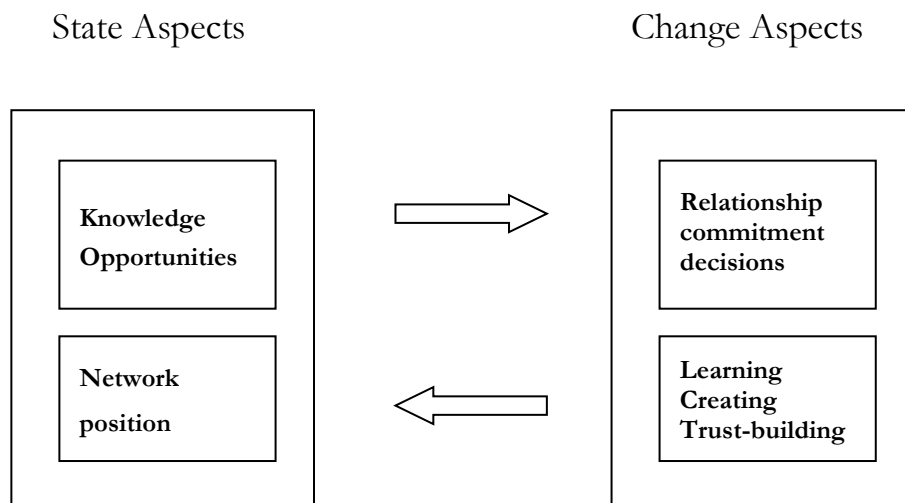 State Aspects
Change Aspects
Knowledge
Opportunities
Relationship
commitment
decisions
Network
position
Learning
Creating
Trust-building